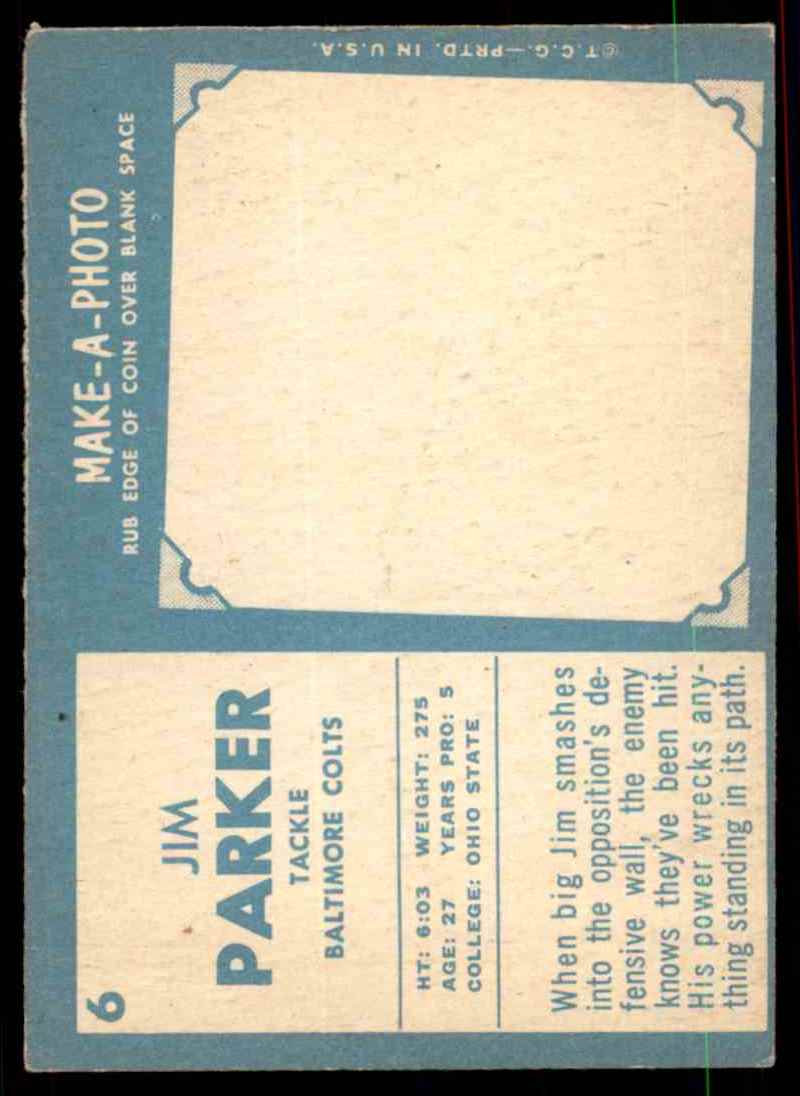 6
JIM
PARKER
TACKLE
BALTIMORE COLTS
HT: 6:03 WEIGHT: 275
AGE: 27 YEARS PRO: 5
COLLEGE: OHIO STATE
When big Jim smashes
into the opposition's de-
fensive wall, the enemy
knows they've been hit.
His power wrecks any-
thing standing in its path.
MAKE-A-PHOTO
RUB EDGE OF COIN OVER BLANK SPACE
©T.C.G.—PRTD. IN U.S.A.